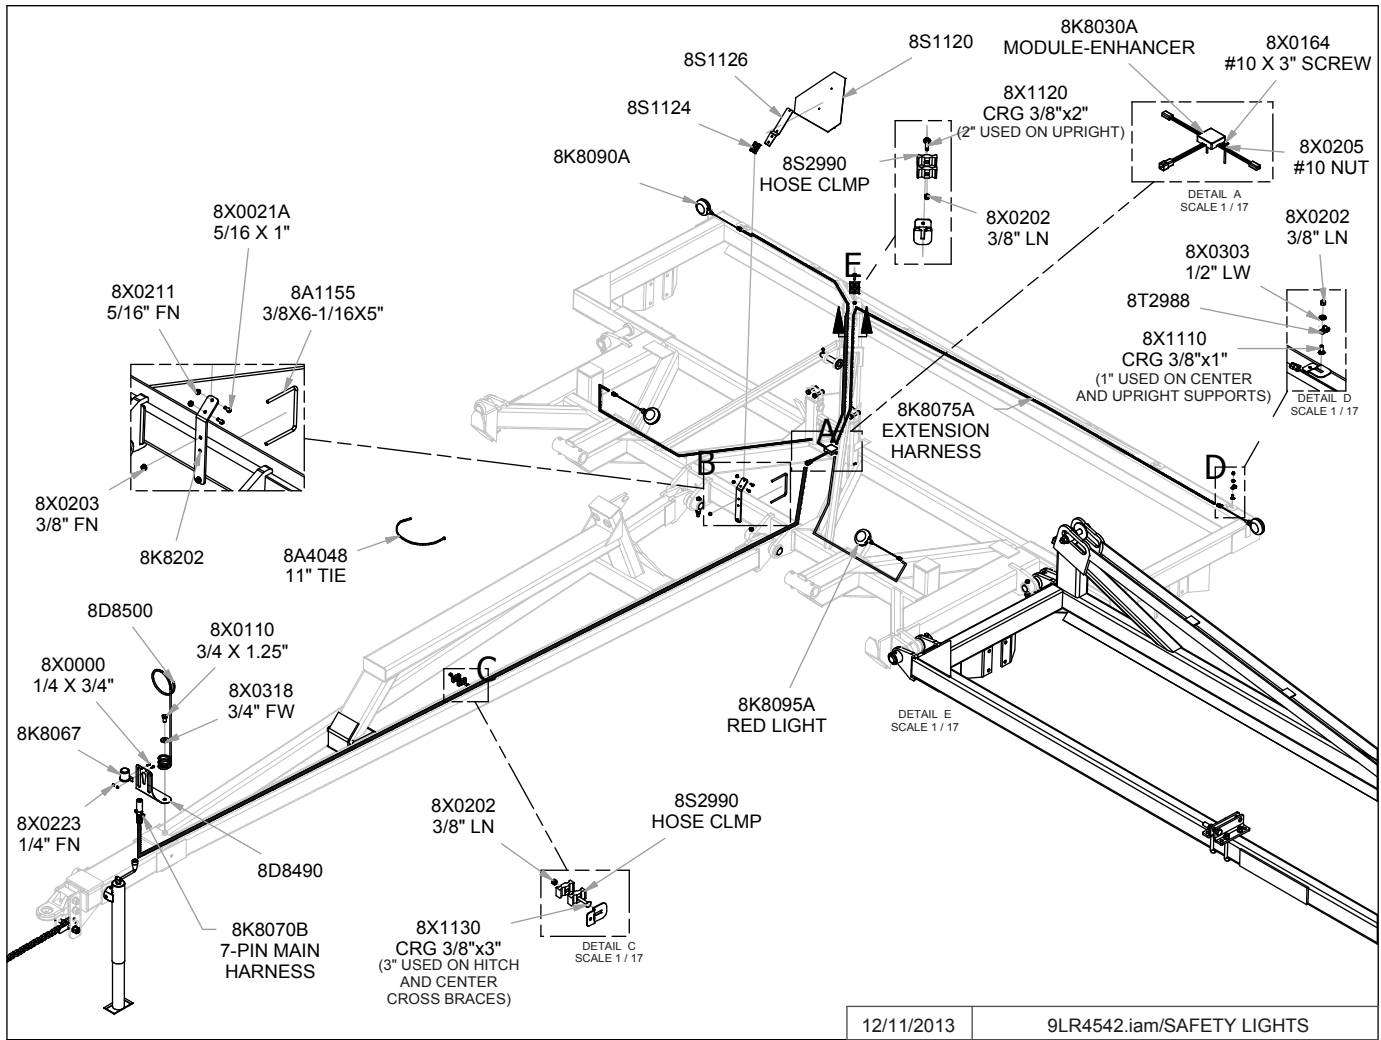 8K8030A
MODULE-ENHANCER
8X0164
#10 X 3" SCREW
8S1120
8S1126
8S1124
8X1120
CRG 3/8"x2"
(2" USED ON UPRIGHT)
8K8090A
8S2990
HOSE CLMP
8X0205
#10 NUT
DETAIL A
SCALE 1 / 17
8X0202
3/8" LN
8X0202
3/8" LN
8X0303
1/2" LW
8T2988
8X1110
CRG 3/8"x1"
(1" USED ON CENTER
AND UPRIGHT SUPPORTS)
DETAIL D
SCALE 1 / 17
8X0021A
5/16 X 1"
8X0211
5/16" FN
8A1155
3/8X6-1/16X5"
E
8K8075A
EXTENSION
HARNESS
A
B
D
8X0203
3/8" FN
8K8202
8A4048
11" TIE
8D8500
8X0110
3/4 X 1.25"
8X0000
1/4 X 3/4"
8X0318
3/4" FW
8K8067
C
8K8095A
RED LIGHT
DETAIL E
SCALE 1 / 17
8X0223
1/4" FN
8D8490
8X0202
3/8" LN
8S2990
HOSE CLMP
8K8070B
7-PIN MAIN
HARNESS
8X1130
CRG 3/8"x3"
(3" USED ON HITCH
AND CENTER
CROSS BRACES)
DETAIL C
SCALE 1 / 17
12/11/2013
9LR4542.iam/SAFETY LIGHTS